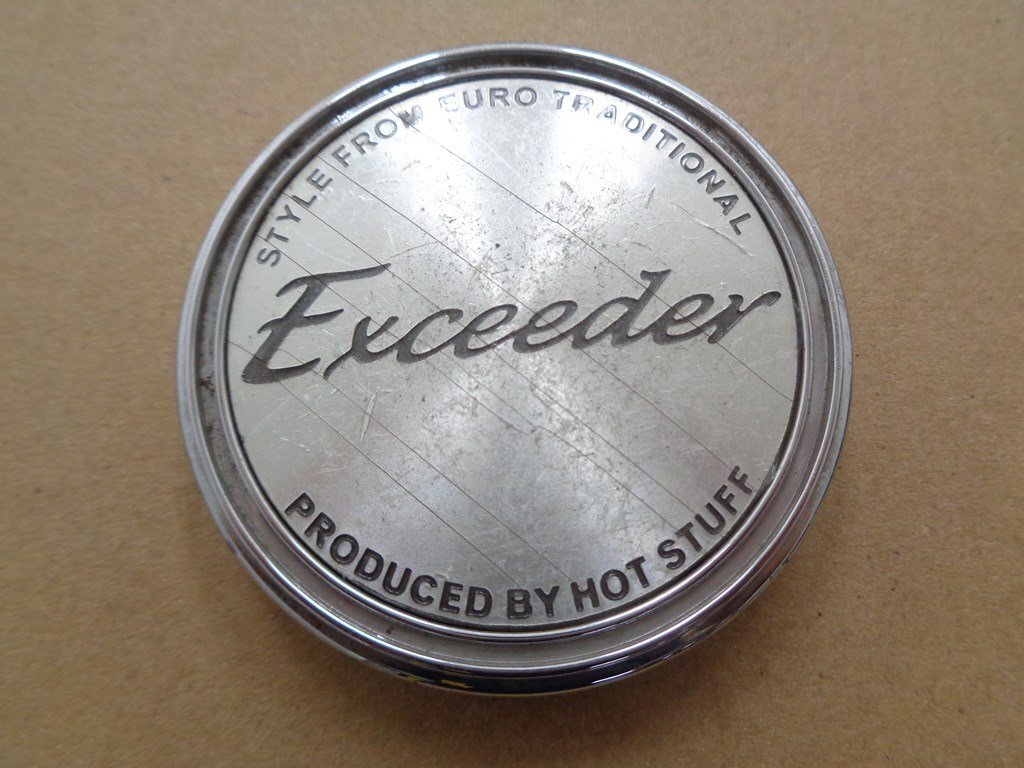 STYLE FROM EURO TRADITIONAL
Exceeder
PRODUCED BY HOT STUFF